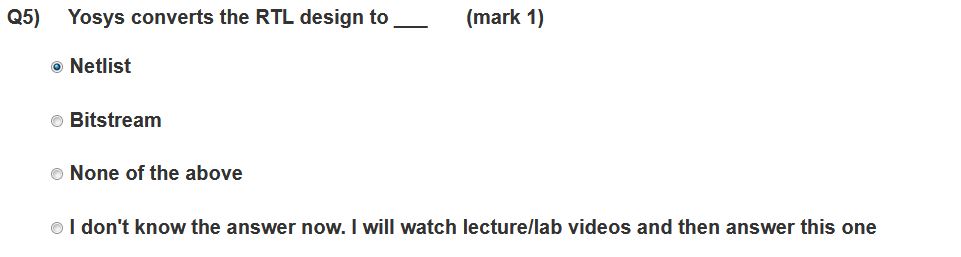 Q5) Yosys converts the RTL design to ___ (mark 1)
Netlist
Bitstream
None of the above
I don't know the answer now. I will watch lecture/lab videos and then answer this one